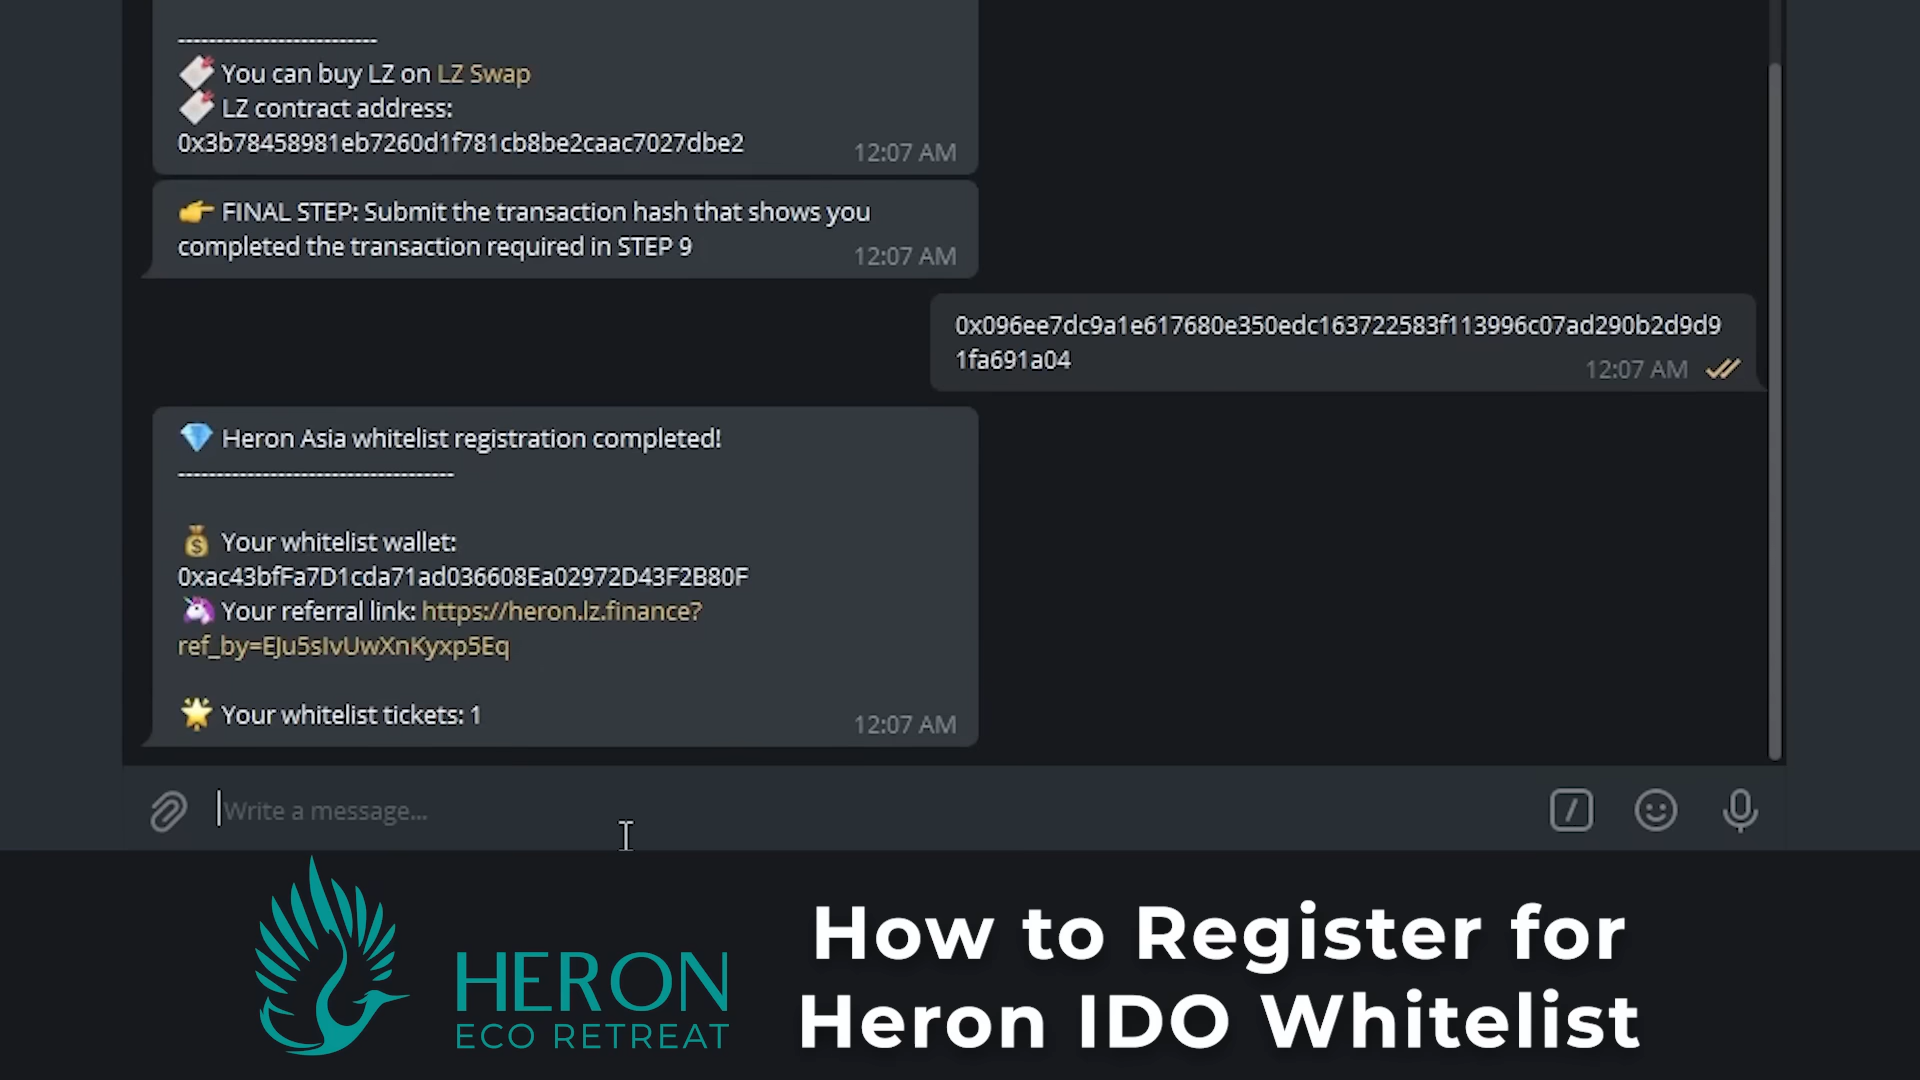 --------------------------
You can buy LZ on LZ Swap
LZ contract address:
0x3b78458981eb7260d1f781cb8be2caac7027dbe2
12:07 AM
FINAL STEP: Submit the transaction hash that shows you
completed the transaction required in STEP 9
12:07 AM
0x096ee7dc9a1e617680e350edc163722583f113996c07ad290b2d9d9
1fa691a04
12:07 AM
Heron Asia whitelist registration completed!
------------------------------------
Your whitelist wallet:
0xac43bfFa7D1cda71ad036608Ea02972D43F2B80F
Your referral link: https://heron.lz.finance?
ref_by=EJu5sIvUwXnKyxp5Eq
Your whitelist tickets: 1
12:07 AM
Write a message...
HERON
ECO RETREAT
How to Register for
Heron IDO Whitelist